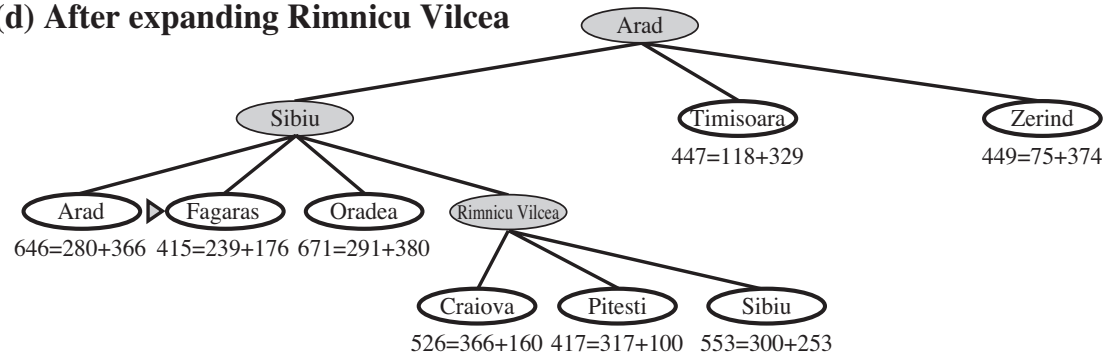 (d) After expanding Rimnicu Vilcea
Arad
Sibiu
Timisoara
Zerind
447=118+329
449=75+374
Arad
Fagaras
Oradea
Rimnicu Vilcea
646=280+366
415=239+176
671=291+380
Craiova
Pitesti
Sibiu
526=366+160
417=317+100
553=300+253